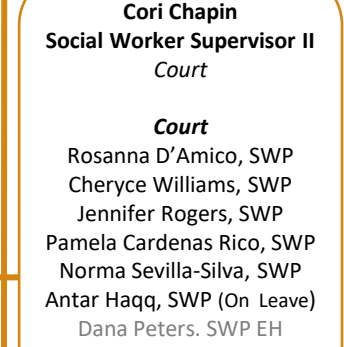 Cori Chapin
Social Worker Supervisor II
Court
Court
Rosanna D’Amico, SWP
Cheryce Williams, SWP
Jennifer Rogers, SWP
Pamela Cardenas Rico, SWP
Norma Sevilla-Silva, SWP
Antar Haqq, SWP (On Leave)
Dana Peters. SWP EH